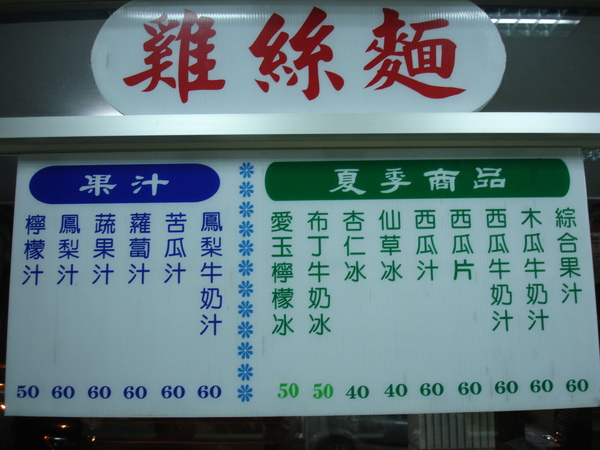 雞絲麵
果汁
檸檬汁 50
鳳梨汁 60
蔬果汁 60
蘿蔔汁 60
苦瓜汁 60
鳳梨牛奶汁 60
夏季商品
愛玉檸檬冰 50
布丁牛奶冰 50
杏仁冰 40
仙草冰 40
西瓜汁 60
西瓜片 60
西瓜牛奶汁 60
木瓜牛奶汁 60
綜合果汁 60